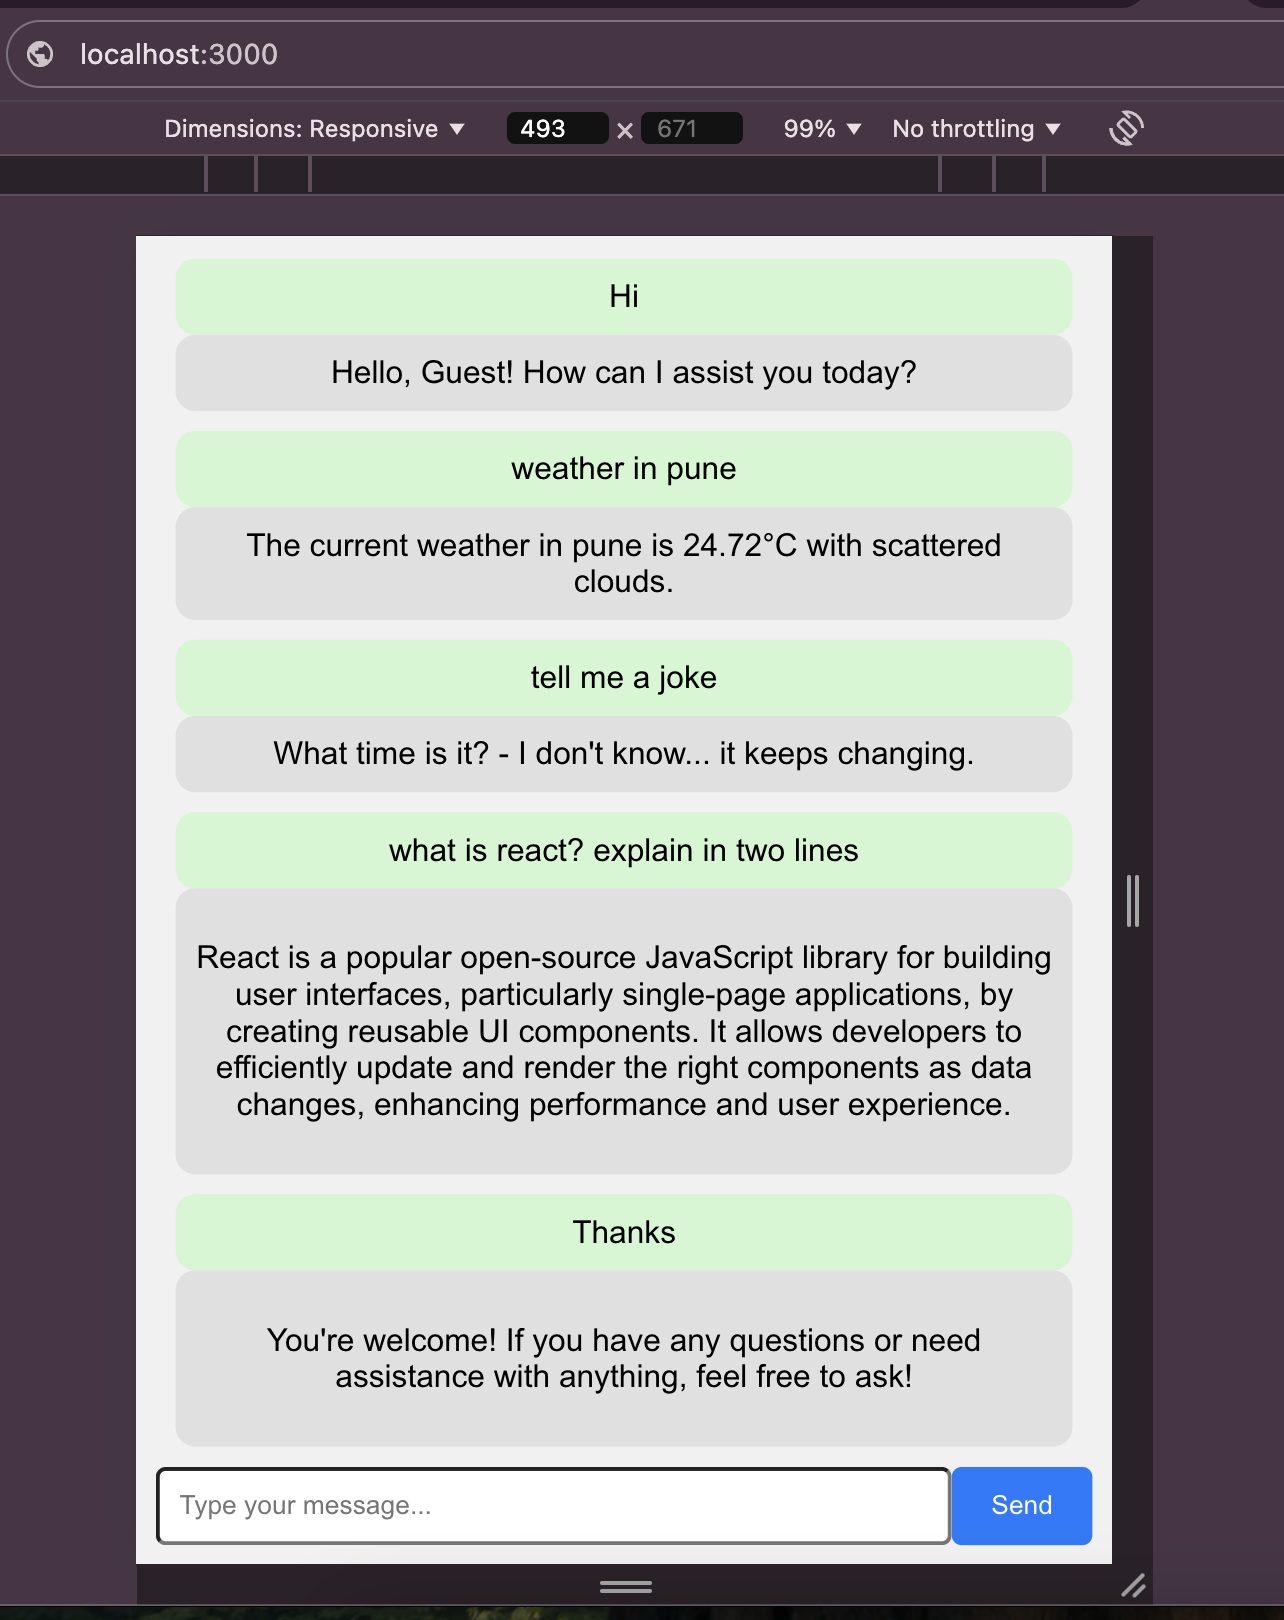 localhost:3000
Dimensions: Responsive ▼ 493 × 671 99% ▼ No throttling ▼
Hi
Hello, Guest! How can I assist you today?
weather in pune
The current weather in pune is 24.72°C with scattered
clouds.
tell me a joke
What time is it? - I don't know... it keeps changing.
what is react? explain in two lines
React is a popular open-source JavaScript library for building
user interfaces, particularly single-page applications, by
creating reusable UI components. It allows developers to
efficiently update and render the right components as data
changes, enhancing performance and user experience.
Thanks
You're welcome! If you have any questions or need
assistance with anything, feel free to ask!
Type your message... Send